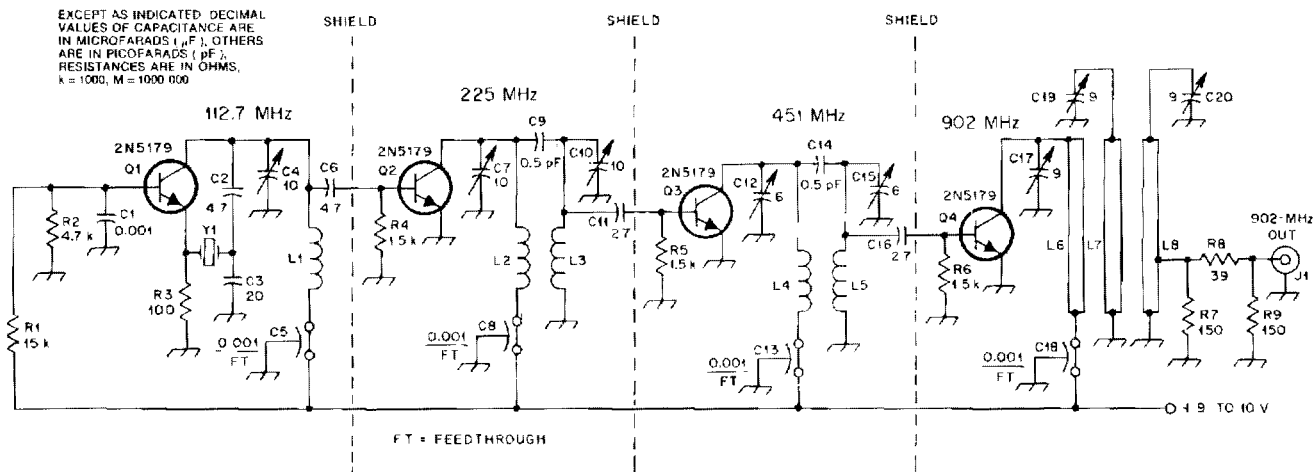 EXCEPT AS INDICATED DECIMAL
VALUES OF CAPACITANCE ARE
IN MICROFARADS ( µF ), OTHERS
ARE IN PICOFARADS ( pF ),
RESISTANCES ARE IN OHMS,
k = 1000, M = 1000 000
SHIELD
SHIELD
SHIELD
112.7 MHz
225 MHz
451 MHz
902 MHz
2N5179
Q1
R1
15 k
R2
4.7 k
C1
0.001
R3
100
Y1
C2
4.7
C3
20
C4
10
L1
C5
0.001
FT
C6
4.7
2N5179
Q2
R4
1.5 k
C7
10
C8
0.001
FT
L2
C9
0.5 pF
L3
C10
10
C11
27
2N5179
Q3
R5
1.5 k
C12
6
C13
0.001
FT
L4
C14
0.5 pF
L5
C15
6
C16
27
2N5179
Q4
R6
1.5 k
C17
9
C18
0.001
FT
L6
L7
L8
C19
9
9
C20
R7
150
R8
39
R9
150
902-MHz
OUT
J1
+ 9 TO 10 V
FT = FEEDTHROUGH